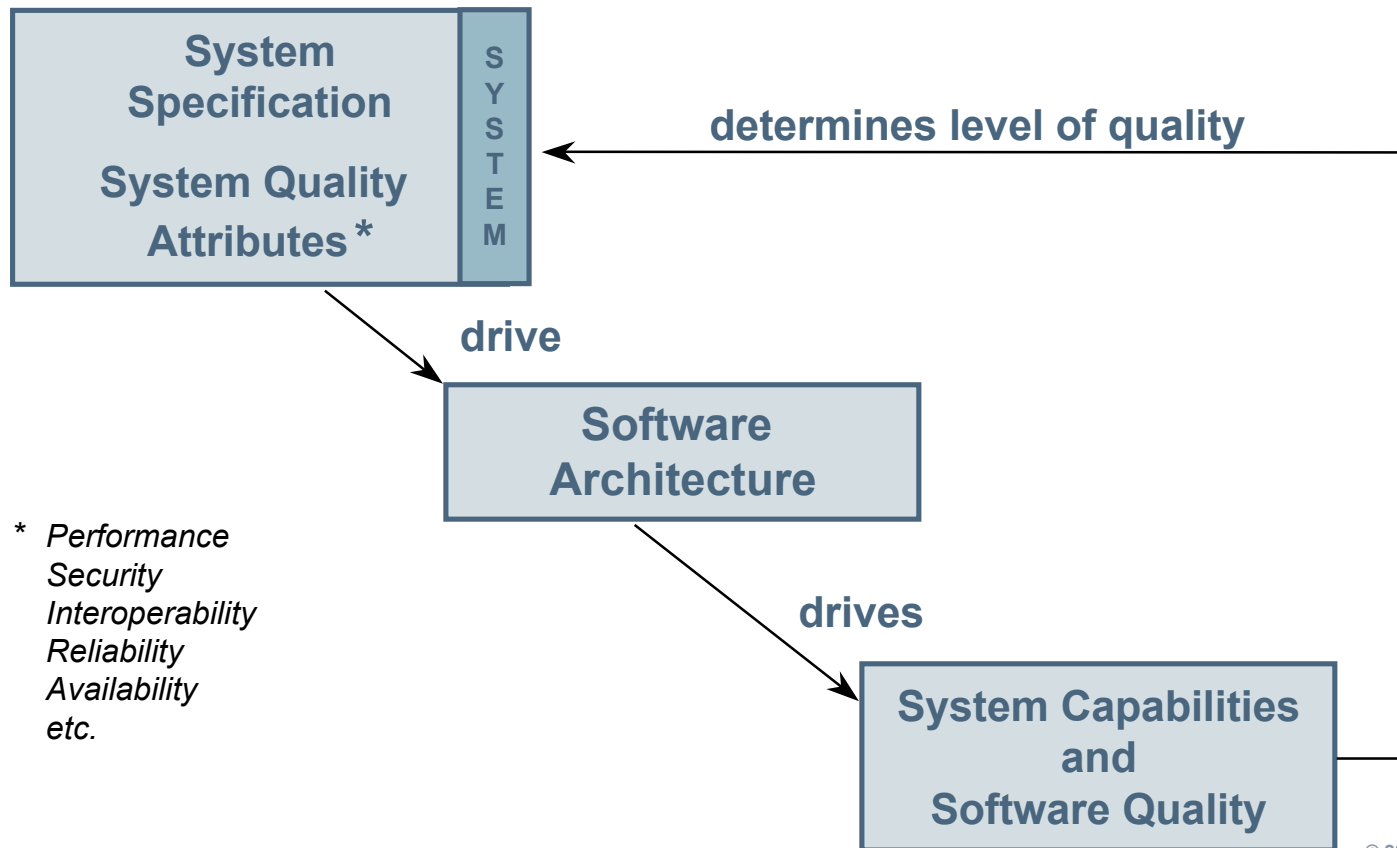 System
Specification
System Quality
Attributes *
SYSTEM
determines level of quality
drive
Software
Architecture
* Performance
Security
Interoperability
Reliability
Availability
etc.
drives
System Capabilities
and
Software Quality